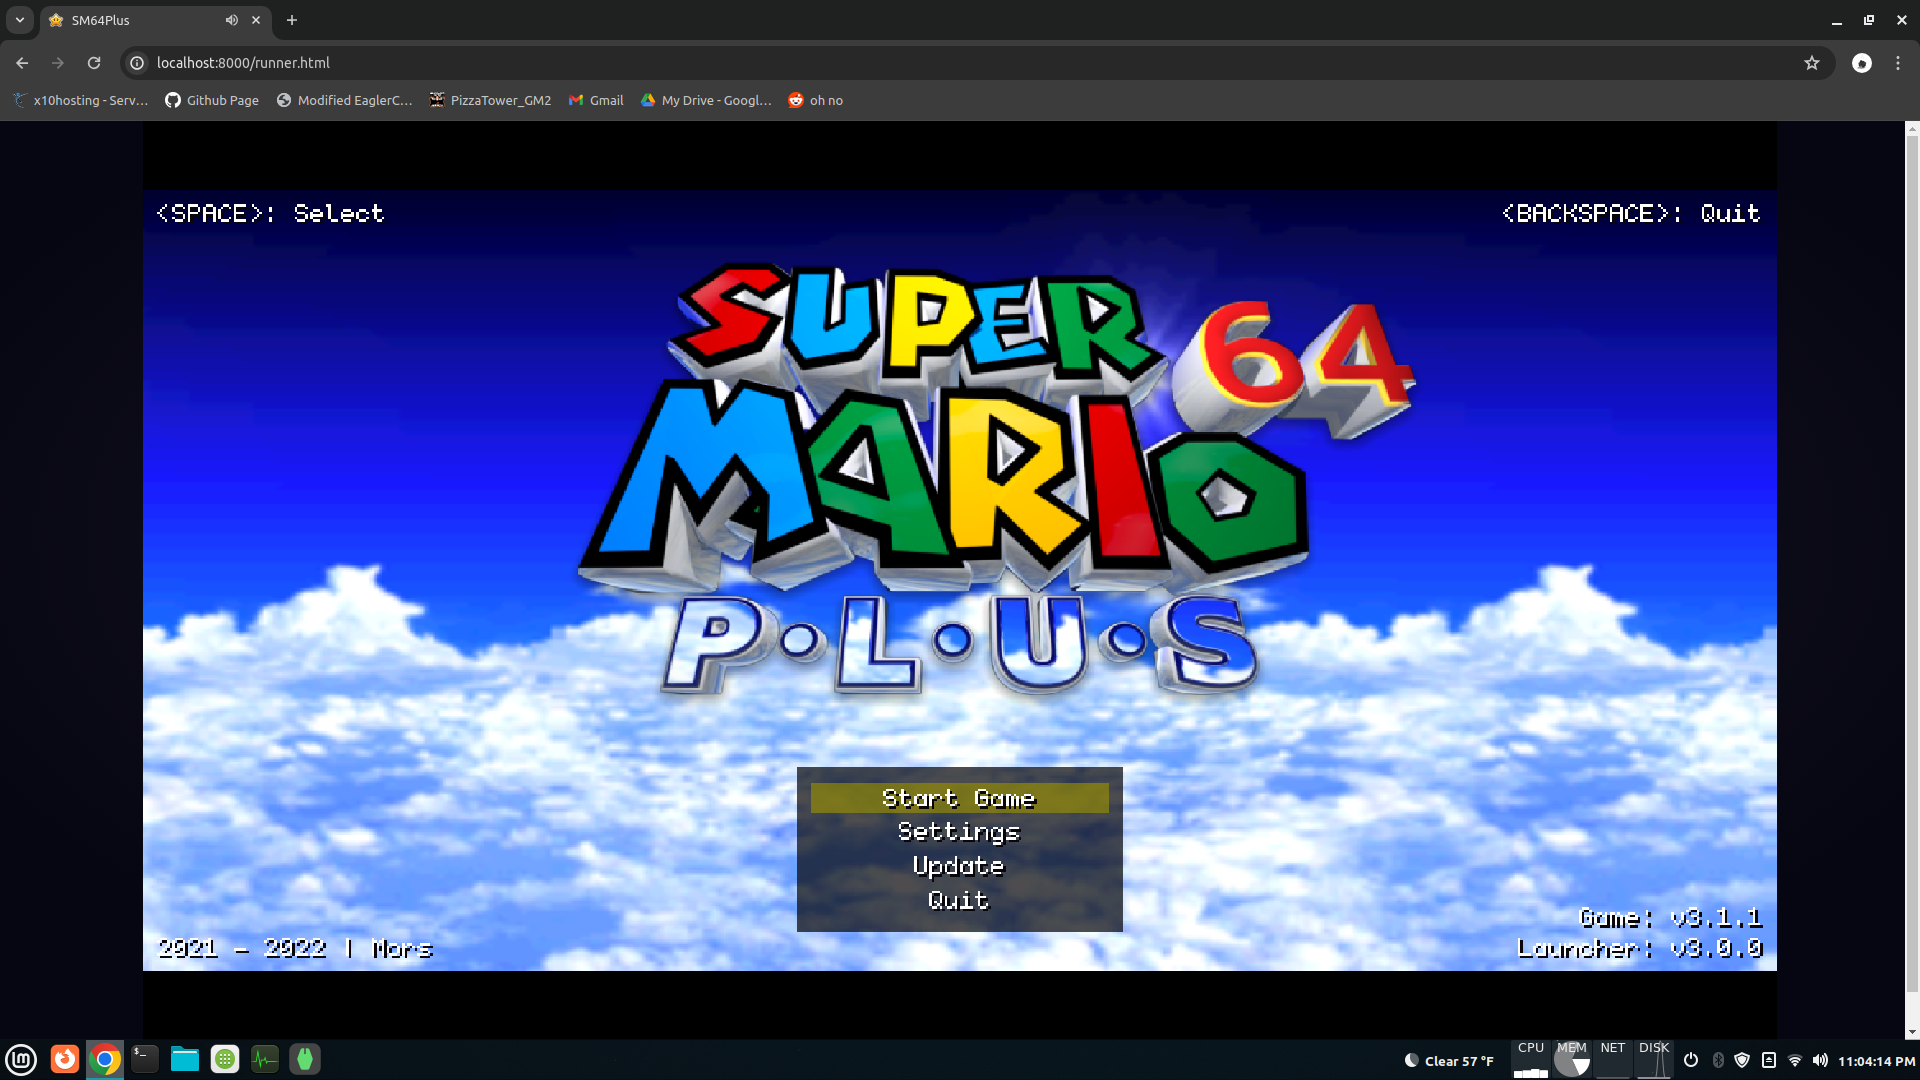 SM64Plus
localhost:8000/runner.html
x10hosting - Serv...
Github Page
Modified EaglerC...
PizzaTower_GM2
Gmail
My Drive - Googl...
oh no
<SPACE>: Select
<BACKSPACE>: Quit
SUPER
64
MARIO
P·L·U·S
Start Game
Settings
Update
Quit
Game: v3.1.1
2021 - 2022 | Mors
Launcher: v3.0.0
Clear 57 °F
CPU
MEM
NET
DISK
11:04:14 PM